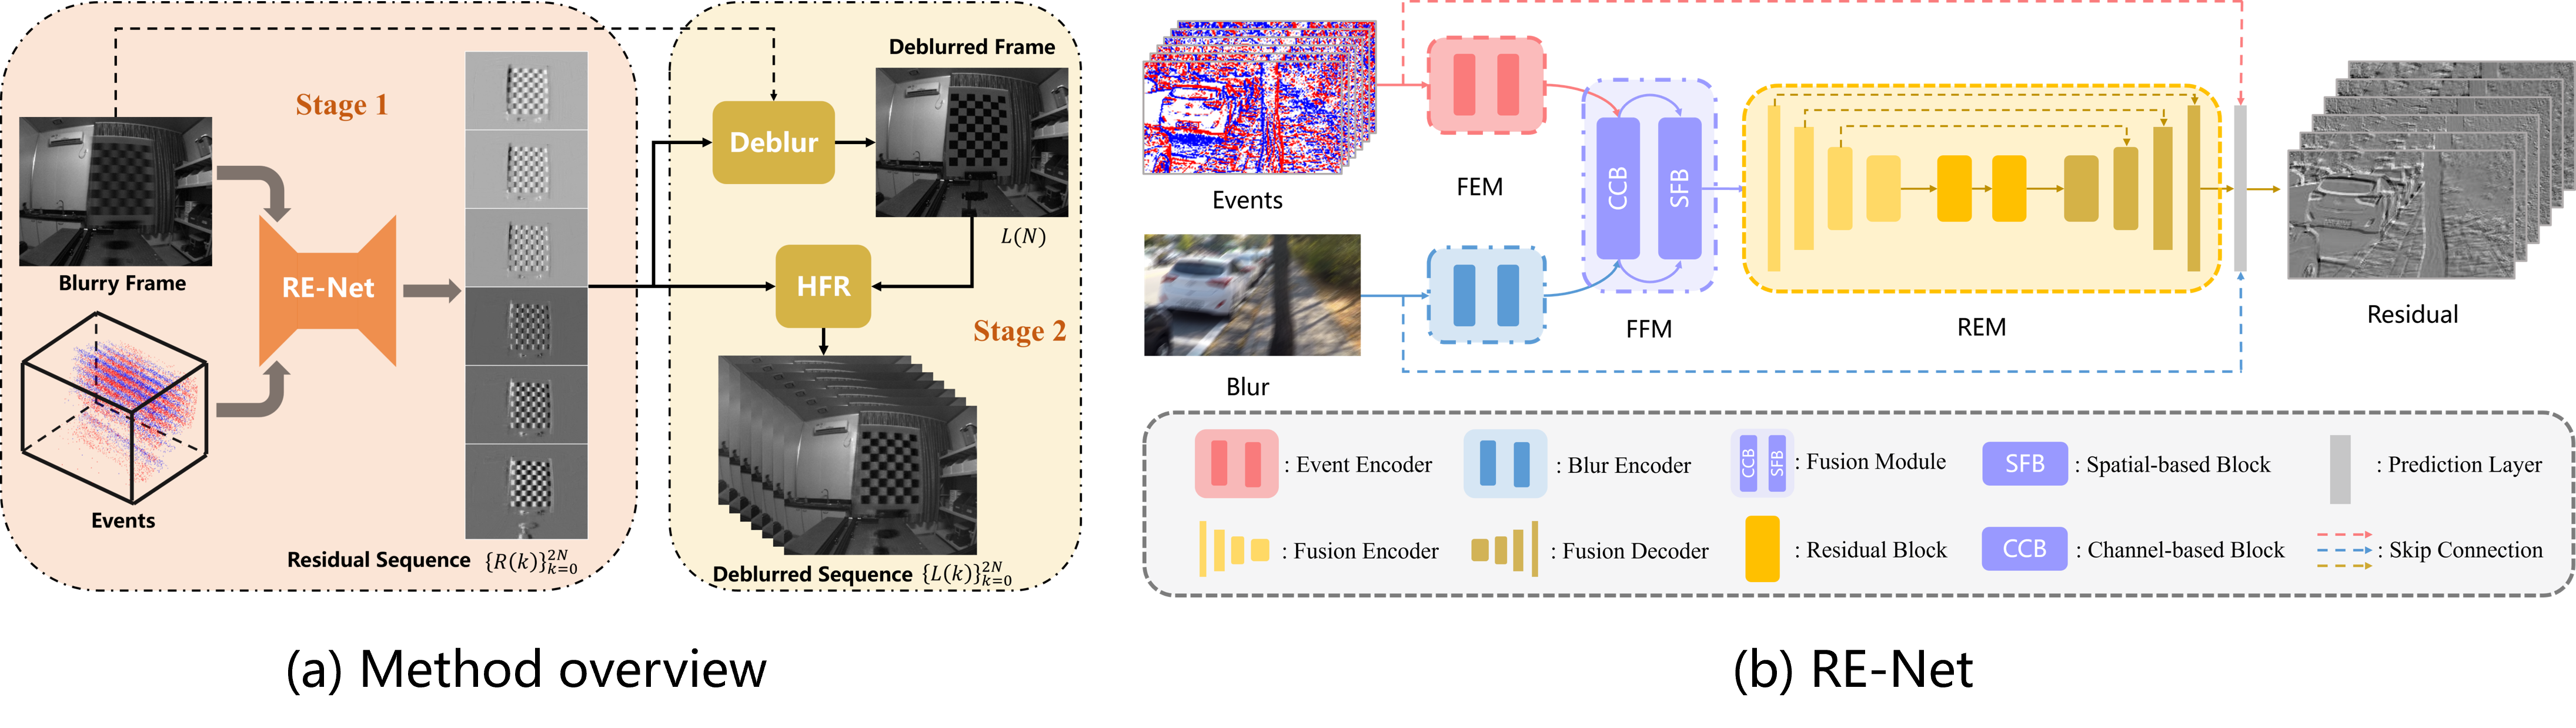 Stage 1
Blurry Frame
RE-Net
Events
Residual Sequence {R(k)}_{k=0}^{2N}
Deblurred Frame
Deblur
L(N)
HFR
Stage 2
Deblurred Sequence {L(k)}_{k=0}^{2N}
(a) Method overview
Events
Blur
FEM
CCB
SFB
FFM
REM
Residual
: Event Encoder
: Blur Encoder
CCB
SFB
: Fusion Module
SFB
: Spatial-based Block
: Prediction Layer
: Fusion Encoder
: Fusion Decoder
: Residual Block
CCB
: Channel-based Block
: Skip Connection
(b) RE-Net